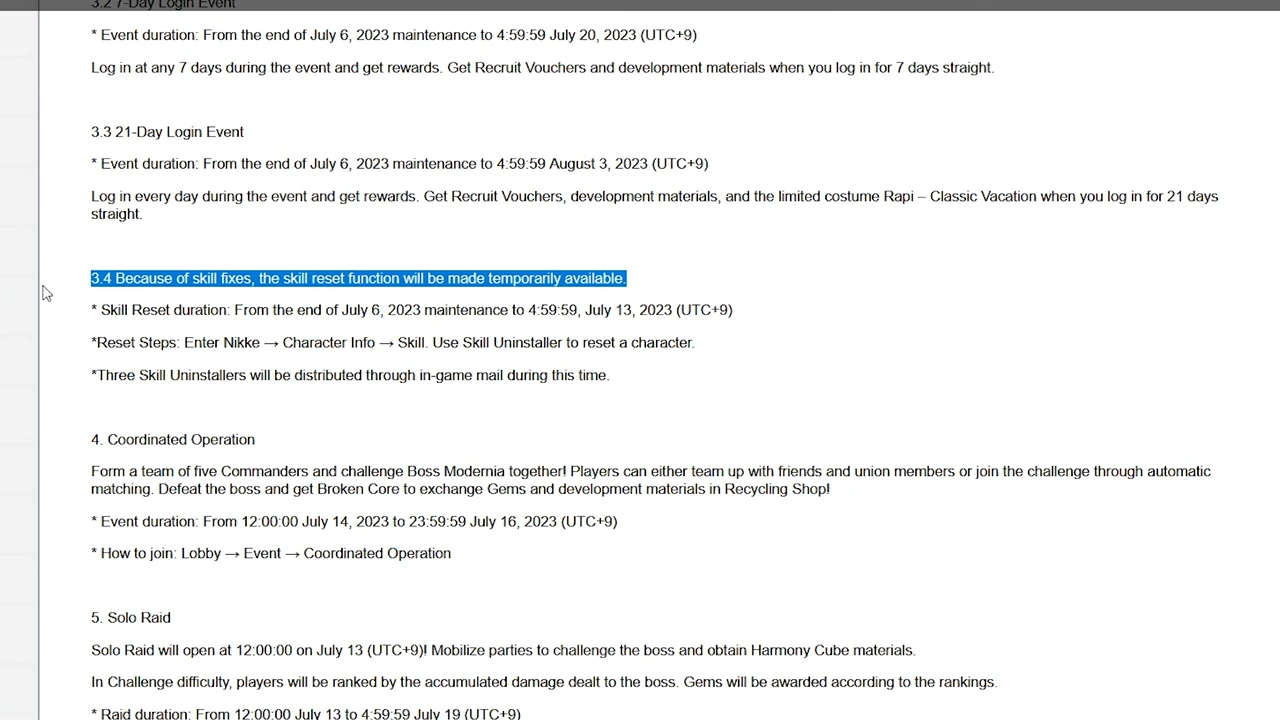 3.2 7-Day Login Event
* Event duration: From the end of July 6, 2023 maintenance to 4:59:59 July 20, 2023 (UTC+9)
Log in at any 7 days during the event and get rewards. Get Recruit Vouchers and development materials when you log in for 7 days straight.
3.3 21-Day Login Event
* Event duration: From the end of July 6, 2023 maintenance to 4:59:59 August 3, 2023 (UTC+9)
Log in every day during the event and get rewards. Get Recruit Vouchers, development materials, and the limited costume Rapi – Classic Vacation when you log in for 21 days
straight.
3.4 Because of skill fixes, the skill reset function will be made temporarily available.
* Skill Reset duration: From the end of July 6, 2023 maintenance to 4:59:59, July 13, 2023 (UTC+9)
*Reset Steps: Enter Nikke → Character Info → Skill. Use Skill Uninstaller to reset a character.
*Three Skill Uninstallers will be distributed through in-game mail during this time.
4. Coordinated Operation
Form a team of five Commanders and challenge Boss Modernia together! Players can either team up with friends and union members or join the challenge through automatic
matching. Defeat the boss and get Broken Core to exchange Gems and development materials in Recycling Shop!
* Event duration: From 12:00:00 July 14, 2023 to 23:59:59 July 16, 2023 (UTC+9)
* How to join: Lobby → Event → Coordinated Operation
5. Solo Raid
Solo Raid will open at 12:00:00 on July 13 (UTC+9)! Mobilize parties to challenge the boss and obtain Harmony Cube materials.
In Challenge difficulty, players will be ranked by the accumulated damage dealt to the boss. Gems will be awarded according to the rankings.
* Raid duration: From 12:00:00 July 13 to 4:59:59 July 19 (UTC+9)